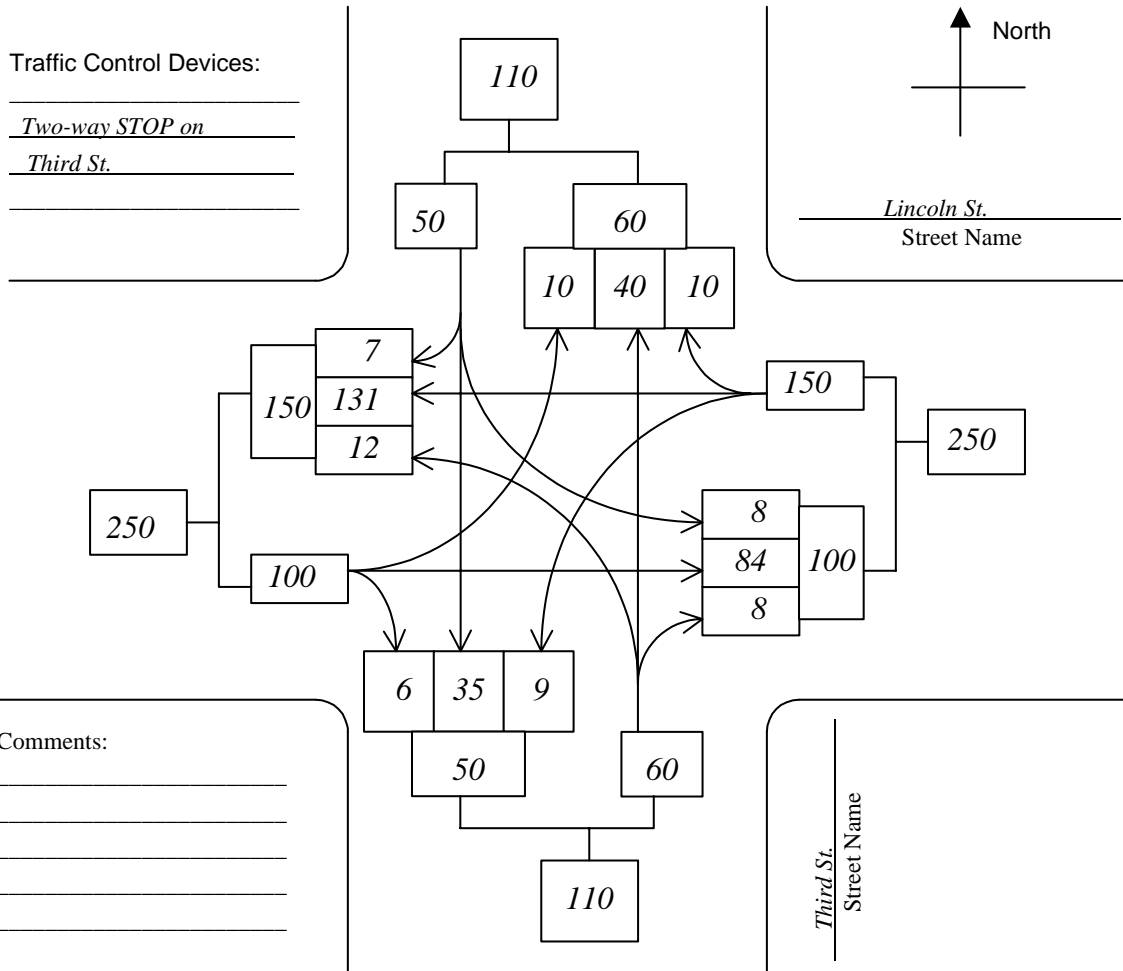 Traffic Control Devices:
Two-way STOP on
Third St.
North
Lincoln St.
Street Name
110
50
60
10 40 10
7
150 131
12
250
100
150
250
8
84 100
8
6 35 9
50
60
110
Comments:
Third St.
Street Name